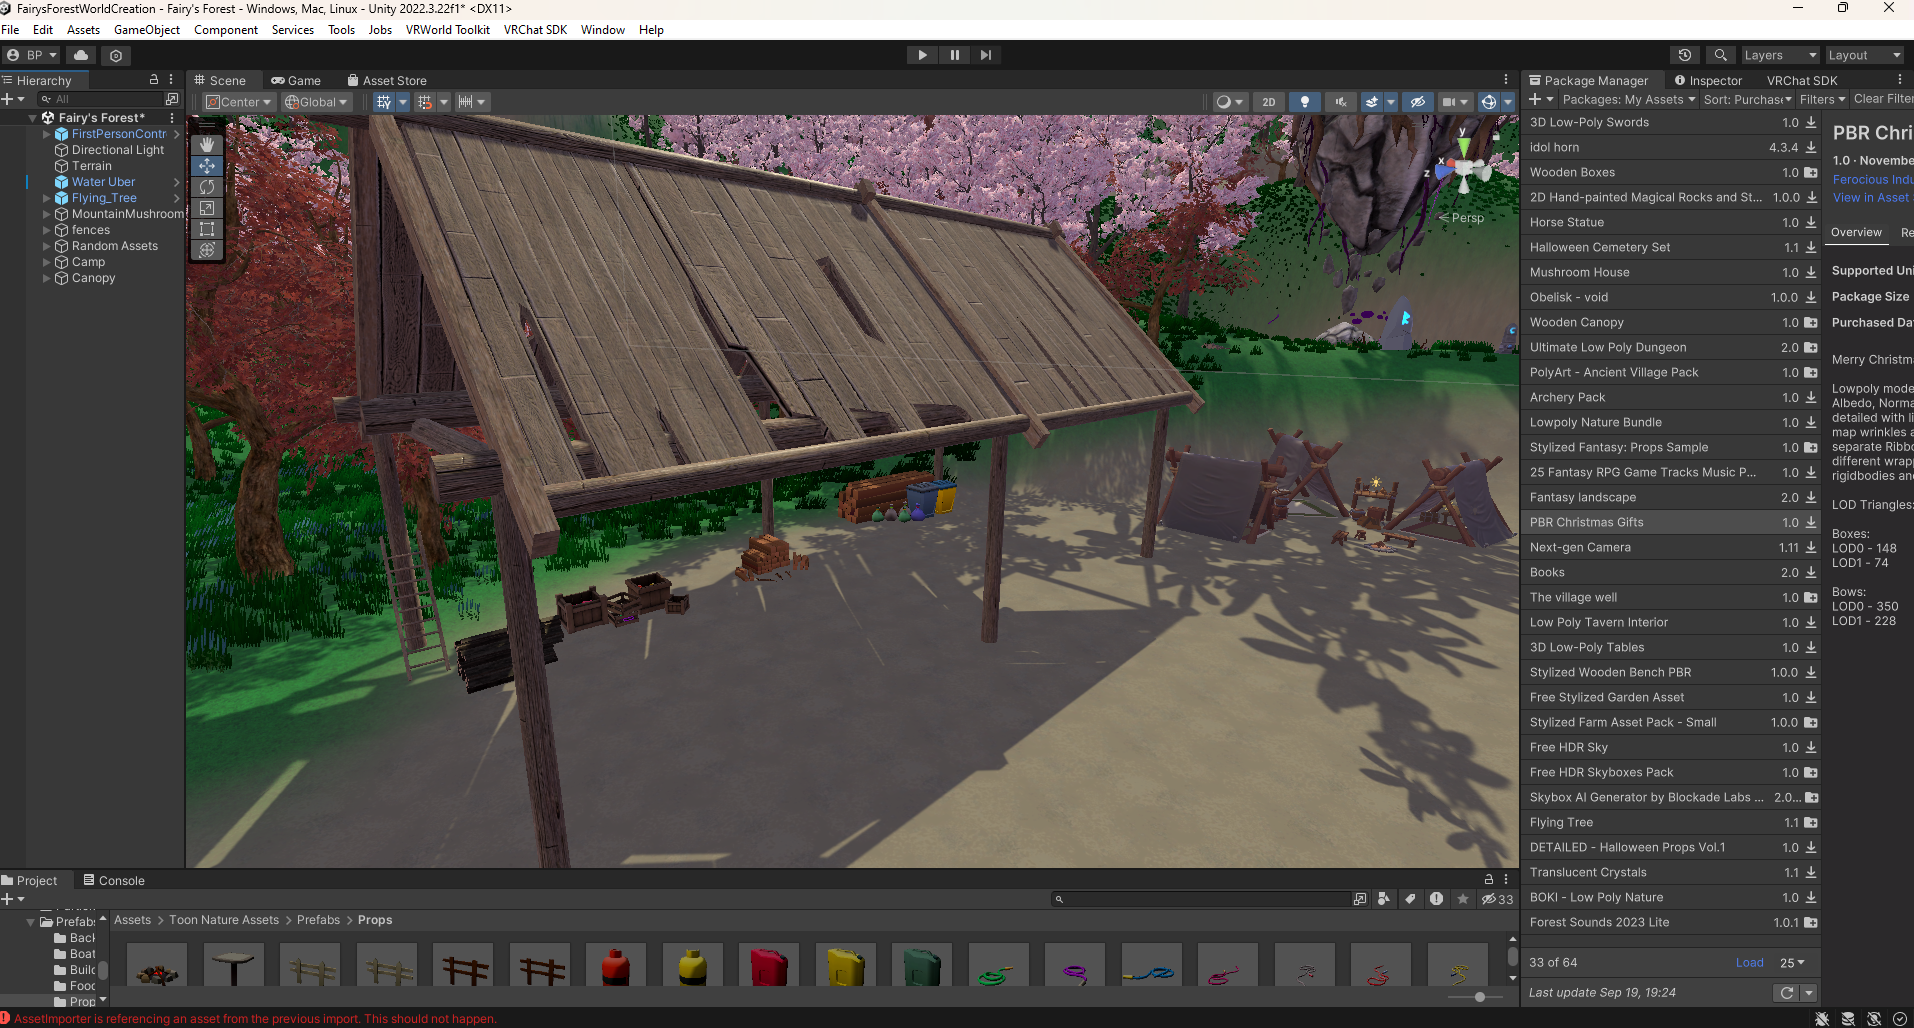 FairysForestWorldCreation - Fairy's Forest - Windows, Mac, Linux - Unity 2022.3.22f1* <DX11>
File Edit Assets GameObject Component Services Tools Jobs VRWorld Toolkit VRChat SDK Window Help
BP Layers Layout
Hierarchy Scene Game Asset Store Package Manager Inspector VRChat SDK
All Center Global 2D Packages: My Assets Sort: Purchas Filters Clear Filter
Fairy's Forest*
FirstPersonContr
Directional Light
Terrain
Water Uber
Flying_Tree
MountainMushroom
fences
Random Assets
Camp
Canopy
y
x
z
Persp
3D Low-Poly Swords 1.0
idol horn 4.3.4
Wooden Boxes 1.0
2D Hand-painted Magical Rocks and St... 1.0.0
Horse Statue 1.0
Halloween Cemetery Set 1.1
Mushroom House 1.0
Obelisk - void 1.0.0
Wooden Canopy 1.0
Ultimate Low Poly Dungeon 2.0
PolyArt - Ancient Village Pack 1.0
Archery Pack 1.0
Lowpoly Nature Bundle 1.0
Stylized Fantasy: Props Sample 1.0
25 Fantasy RPG Game Tracks Music P... 1.0
Fantasy landscape 2.0
PBR Christmas Gifts 1.0
Next-gen Camera 1.11
Books 2.0
The village well 1.0
Low Poly Tavern Interior 1.0
3D Low-Poly Tables 1.0
Stylized Wooden Bench PBR 1.0.0
Free Stylized Garden Asset 1.0
Stylized Farm Asset Pack - Small 1.0.0
Free HDR Sky 1.0
Free HDR Skyboxes Pack 1.0
Skybox AI Generator by Blockade Labs ... 2.0...
Flying Tree 1.1
DETAILED - Halloween Props Vol.1 1.0
Translucent Crystals 1.1
BOKI - Low Poly Nature 1.0
Forest Sounds 2023 Lite 1.0.1
33 of 64 Load 25
Last update Sep 19, 19:24
PBR Chri
1.0 · Novembe
Ferocious Indu
View in Asset
Overview Re
Supported Uni
Package Size
Purchased Da
Merry Christm
Lowpoly mode
Albedo, Norma
detailed with li
map wrinkles a
separate Ribbo
different wrapp
rigidbodies and
LOD Triangles:
Boxes:
LOD0 - 148
LOD1 - 74
Bows:
LOD0 - 350
LOD1 - 228
Project Console
33
Prefabs
Back
Boat
Build
Food
Prop
Assets > Toon Nature Assets > Prefabs > Props
AssetImporter is referencing an asset from the previous import. This should not happen.